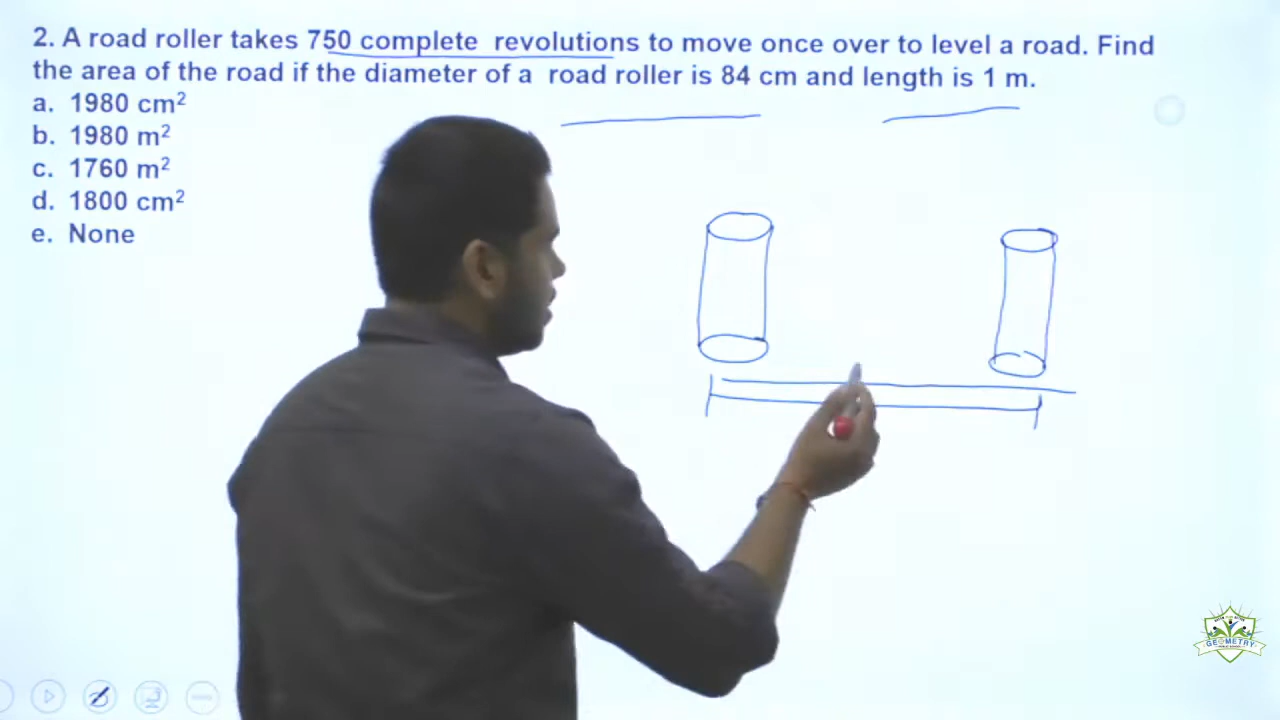 2. A road roller takes 750 complete revolutions to move once over to level a road. Find
the area of the road if the diameter of a road roller is 84 cm and length is 1 m.
a. 1980 cm²
b. 1980 m²
c. 1760 m²
d. 1800 cm²
e. None
GEOMETRY